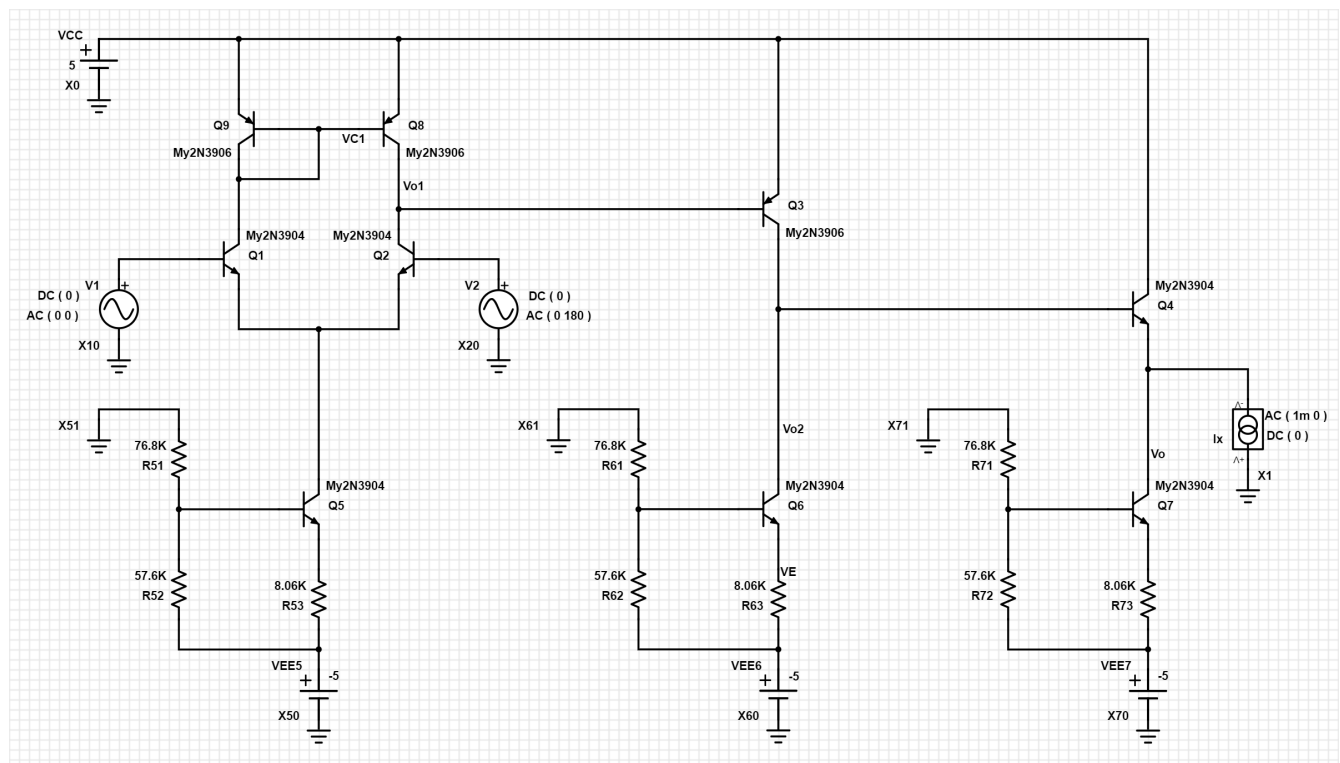 VCC
+
5
X0
Q9
My2N3906
VC1
Q8
My2N3906
Vo1
Q3
My2N3906
My2N3904
Q1
My2N3904
Q2
V1
+
DC ( 0 )
AC ( 0 0 )
X10
V2
+
DC ( 0 )
AC ( 0 180 )
X20
My2N3904
Q4
X51
76.8K
R51
My2N3904
Q5
57.6K
R52
8.06K
R53
VEE5
+
-5
X50
X61
76.8K
R61
Vo2
My2N3904
Q6
57.6K
R62
VE
8.06K
R63
VEE6
+
-5
X60
X71
76.8K
R71
Vo
My2N3904
Q7
57.6K
R72
8.06K
R73
VEE7
+
-5
X70
V-
AC ( 1m 0 )
Ix
DC ( 0 )
V+
X1